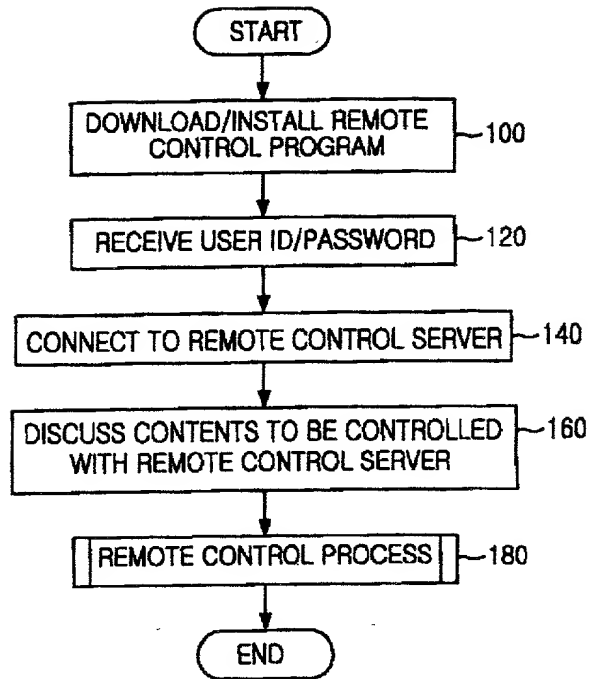 START
DOWNLOAD/INSTALL REMOTE
CONTROL PROGRAM
100
RECEIVE USER ID/PASSWORD
120
CONNECT TO REMOTE CONTROL SERVER
140
DISCUSS CONTENTS TO BE CONTROLLED
WITH REMOTE CONTROL SERVER
160
REMOTE CONTROL PROCESS
180
END